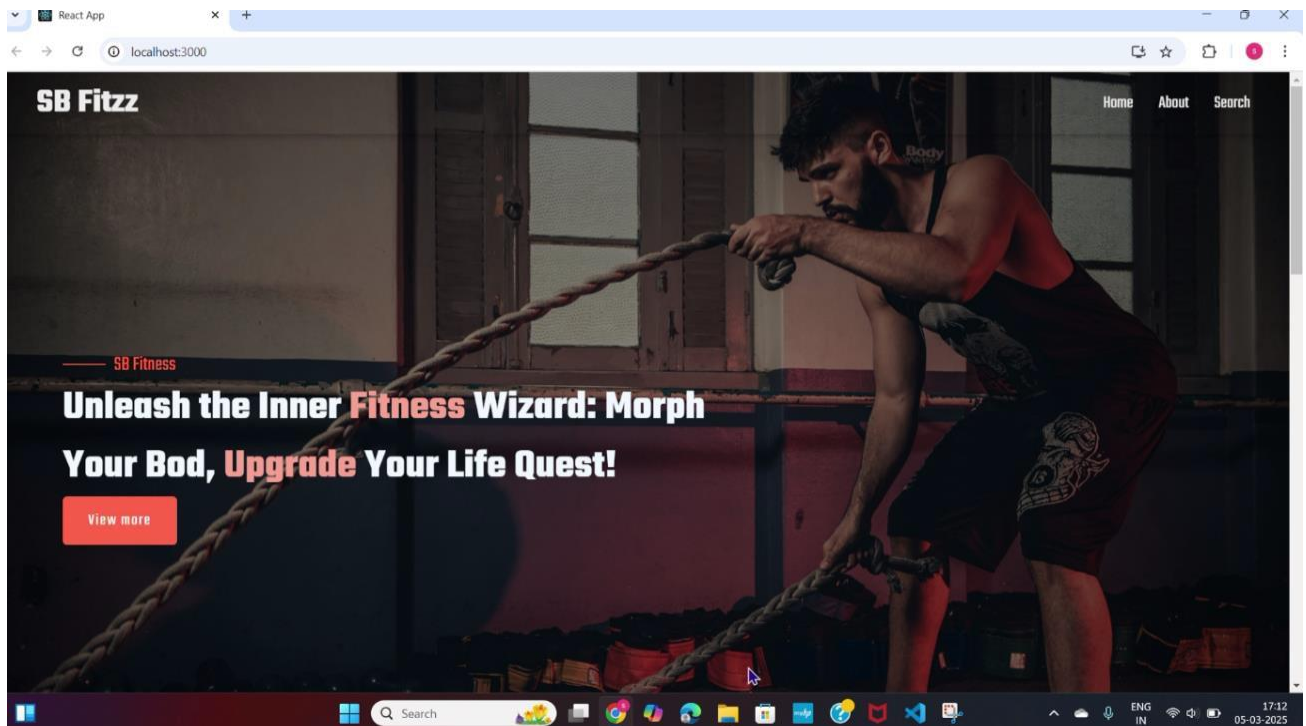 React App
localhost:3000
SB Fitzz
Home About Search
Body
SB Fitness
Unleash the Inner Fitness Wizard: Morph
Your Bod, Upgrade Your Life Quest!
View more
Search
ENG
IN
17:12
05-03-2025